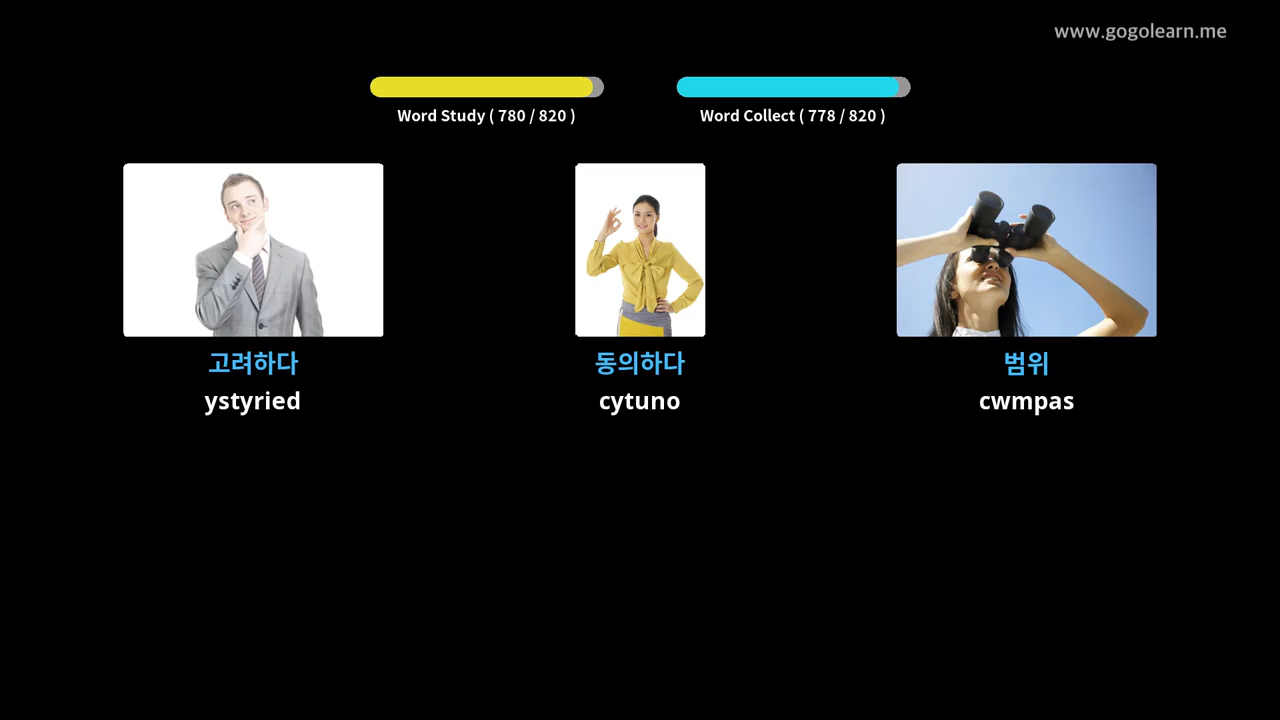 www.gogolearn.me
Word Study ( 780 / 820 )
Word Collect ( 778 / 820 )
고려하다
ystyried
동의하다
cytuno
범위
cwmpas